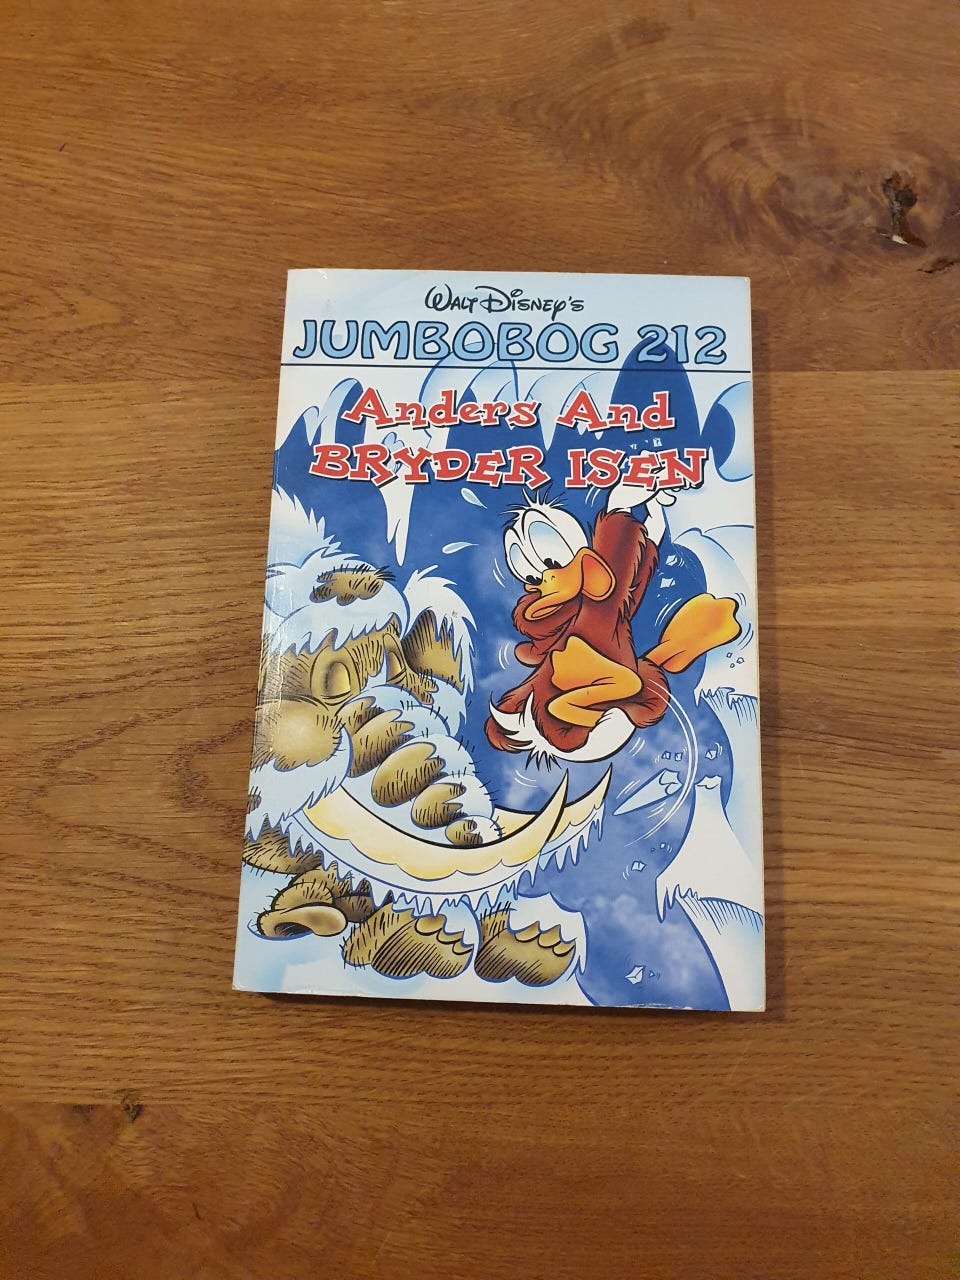 Walt Disney's
JUMBOBOG 212
Anders And
BRYDER ISEN